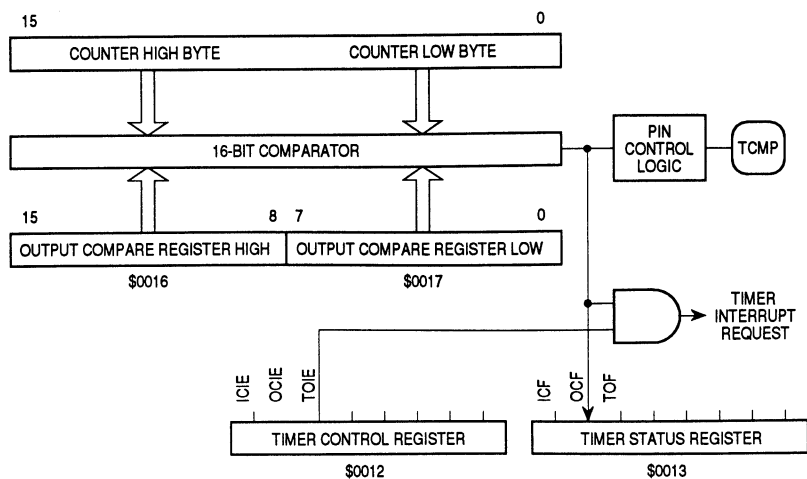 15 0
COUNTER HIGH BYTE COUNTER LOW BYTE
16-BIT COMPARATOR
PIN
CONTROL
LOGIC
TCMP
15 8 7 0
OUTPUT COMPARE REGISTER HIGH OUTPUT COMPARE REGISTER LOW
$0016 $0017
TIMER
INTERRUPT
REQUEST
ICIE
OCIE
TOIE
ICF
OCF
TOF
TIMER CONTROL REGISTER
TIMER STATUS REGISTER
$0012
$0013